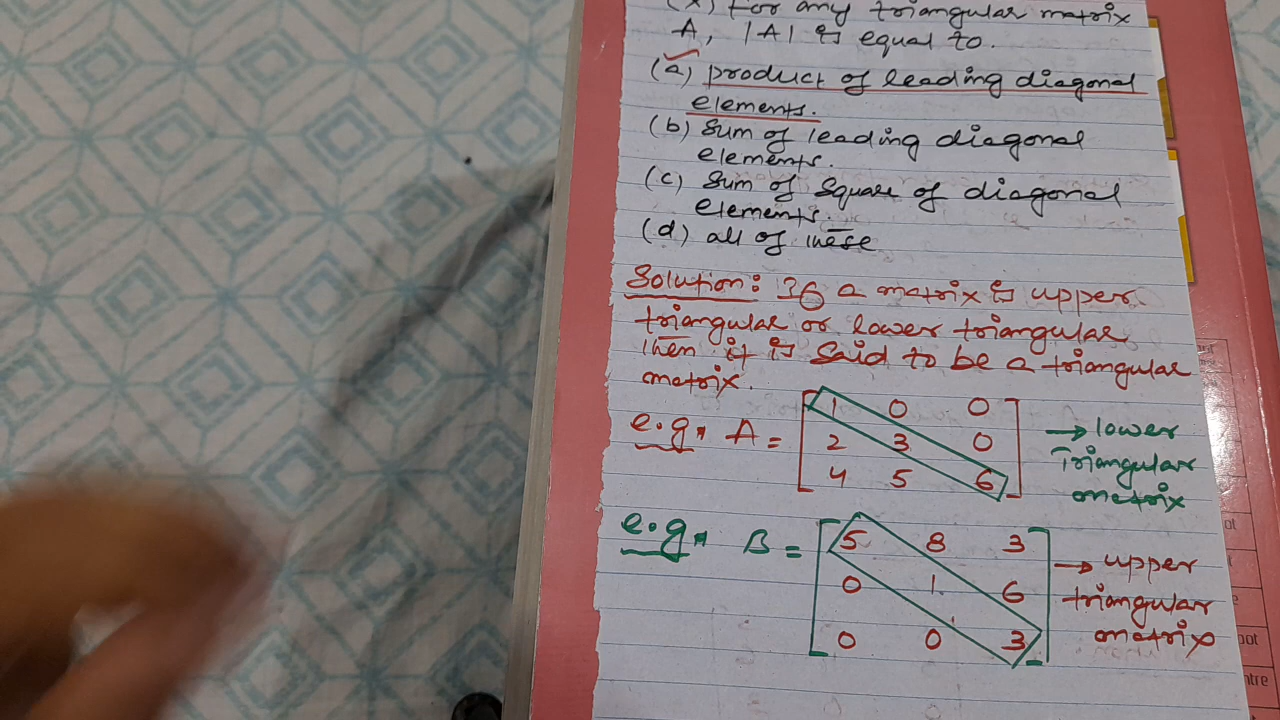 (x) For any triangular matrix
A, |A| is equal to.
(a) product of leading diagonal
elements.
(b) Sum of leading diagonal
elements.
(c) Sum of square of diagonal
elements.
(d) all of these
Solution: If a matrix is upper
triangular or lower triangular
then it is said to be a triangular
matrix.
e.g. A = [1 0 0
2 3 0
4 5 6] → lower
Triangular
matrix
e.g. B = [5 8 3
0 1 6
0 0 3] → upper
triangular
matrix